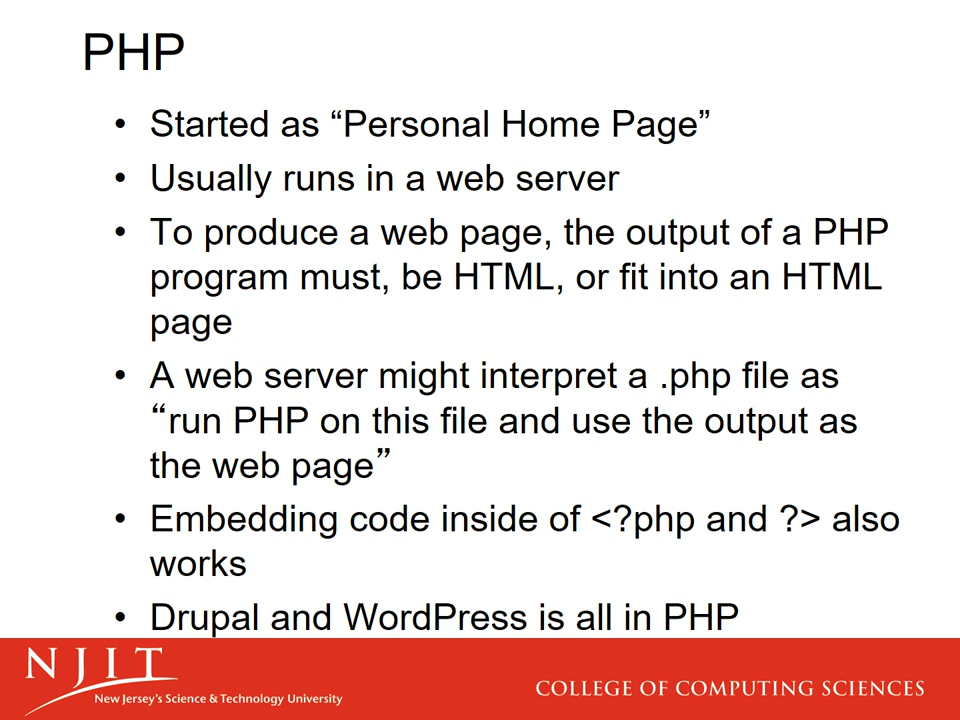 PHP
• Started as “Personal Home Page”
• Usually runs in a web server
• To produce a web page, the output of a PHP
program must, be HTML, or fit into an HTML
page
• A web server might interpret a .php file as
“run PHP on this file and use the output as
the web page”
• Embedding code inside of <?php and ?> also
works
• Drupal and WordPress is all in PHP
NJIT
New Jersey’s Science & Technology University
COLLEGE OF COMPUTING SCIENCES